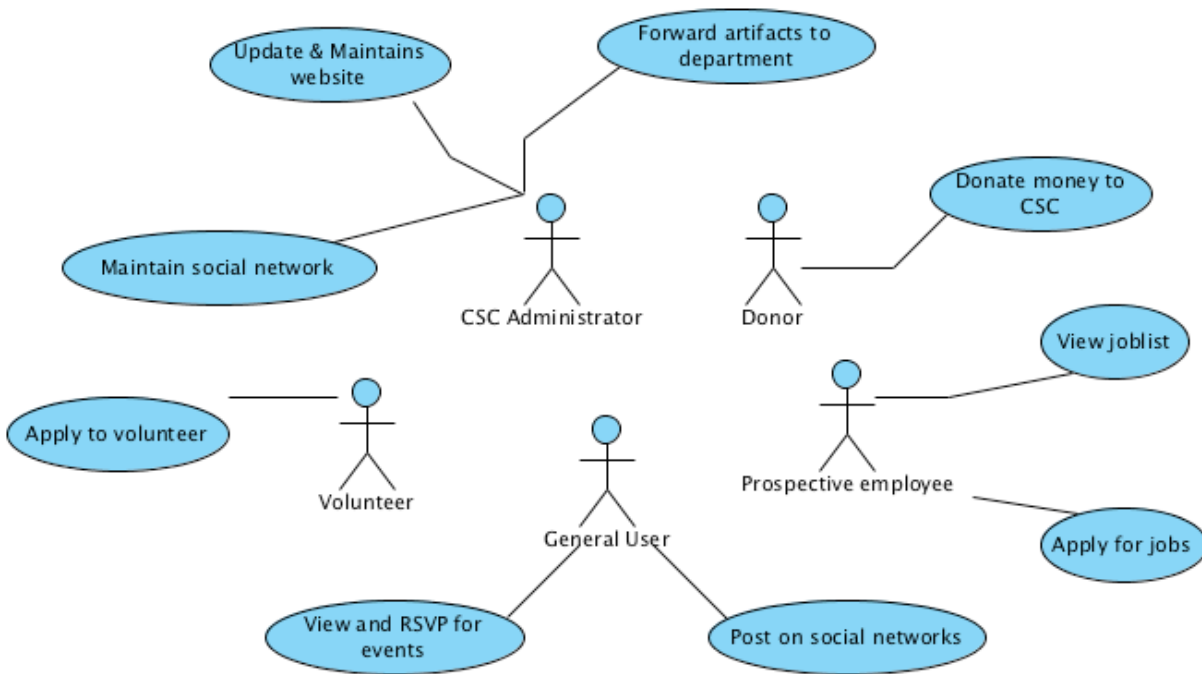 Update & Maintains
website
Forward artifacts to
department
Donate money to
CSC
Maintain social network
CSC Administrator
Donor
View joblist
Apply to volunteer
Volunteer
Prospective employee
General User
Apply for jobs
View and RSVP for
events
Post on social networks